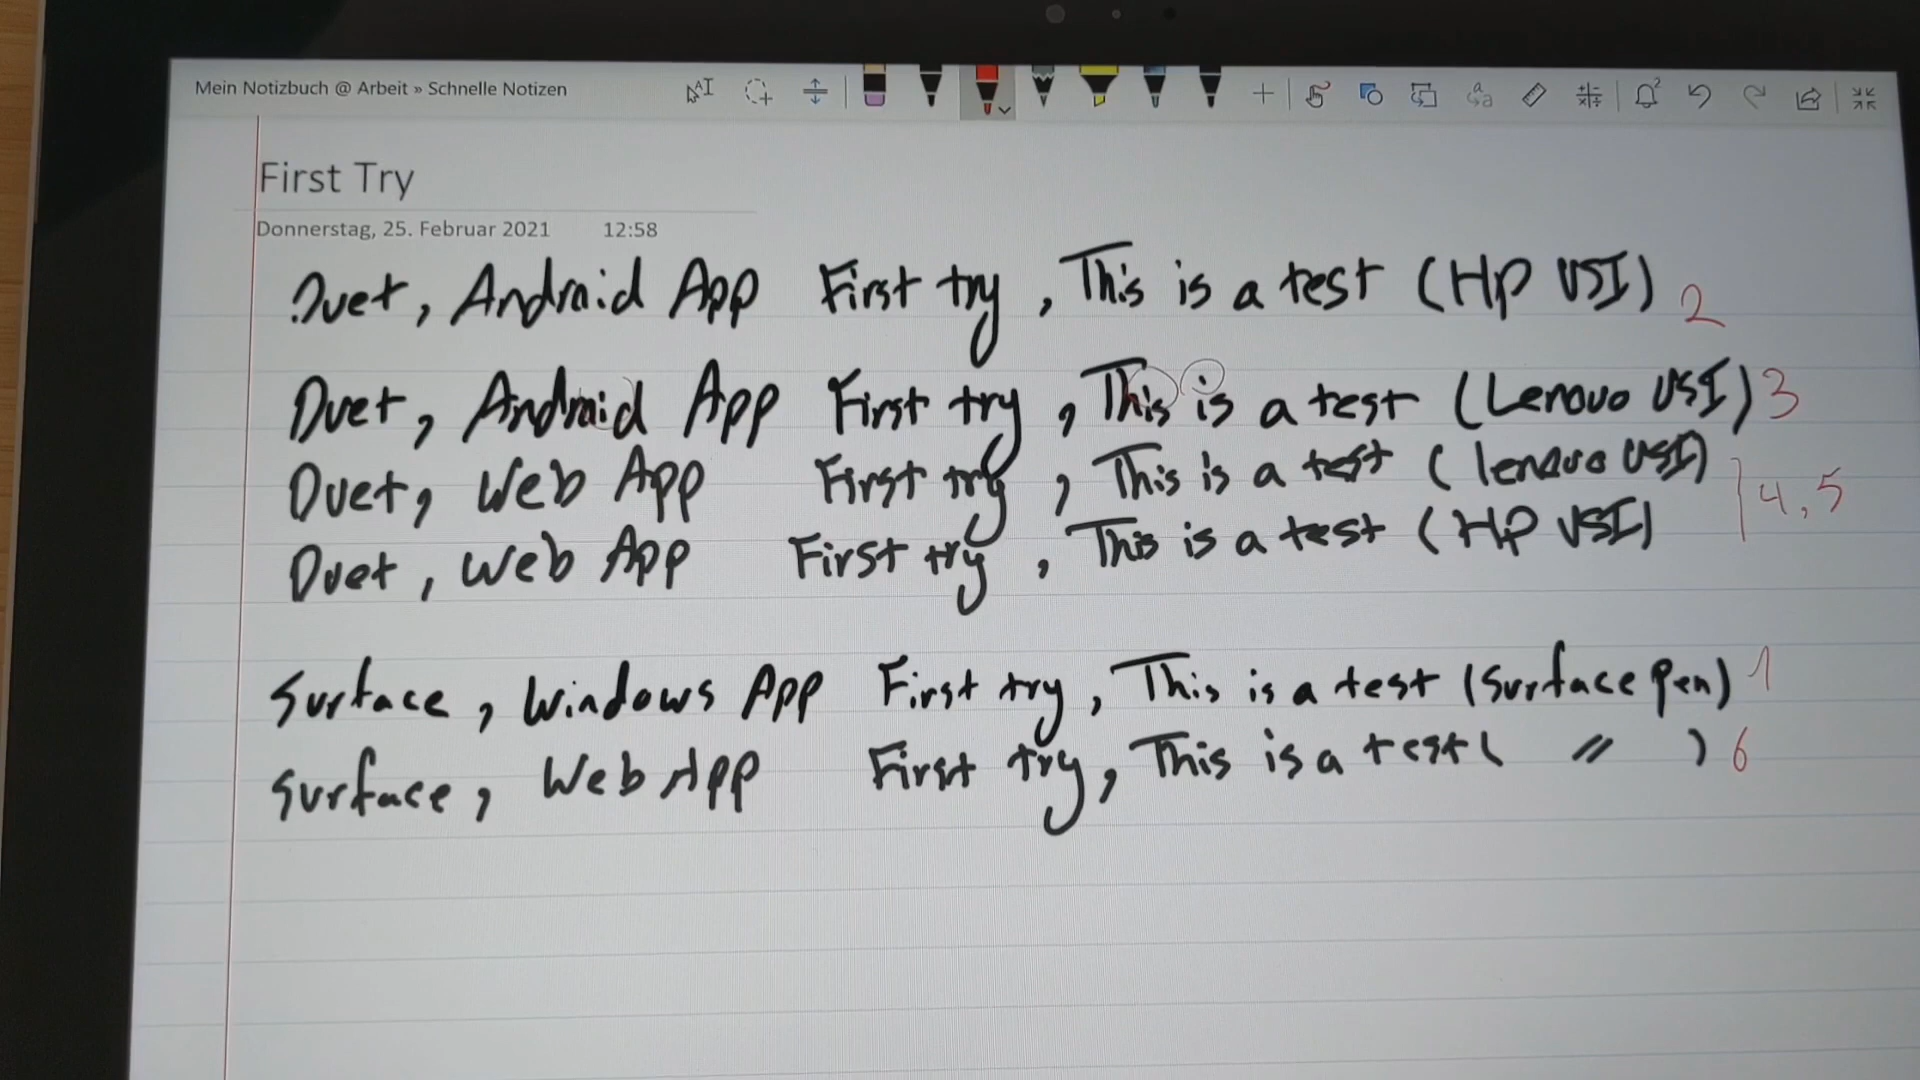 Mein Notizbuch @ Arbeit » Schnelle Notizen
First Try
Donnerstag, 25. Februar 2021 12:58
Duet, Android App First try, This is a test (HP USI) 2
Duet, Android App First try, This is a test (Lenovo USI) 3
Duet, Web App First try, This is a test (lenovo USI)
4, 5
Duet, Web App First try, This is a test (HP USI)
Surface, Windows App First try, This is a test (Surface Pen) 1
Surface, Web App First try, This is a test ( " ) 6